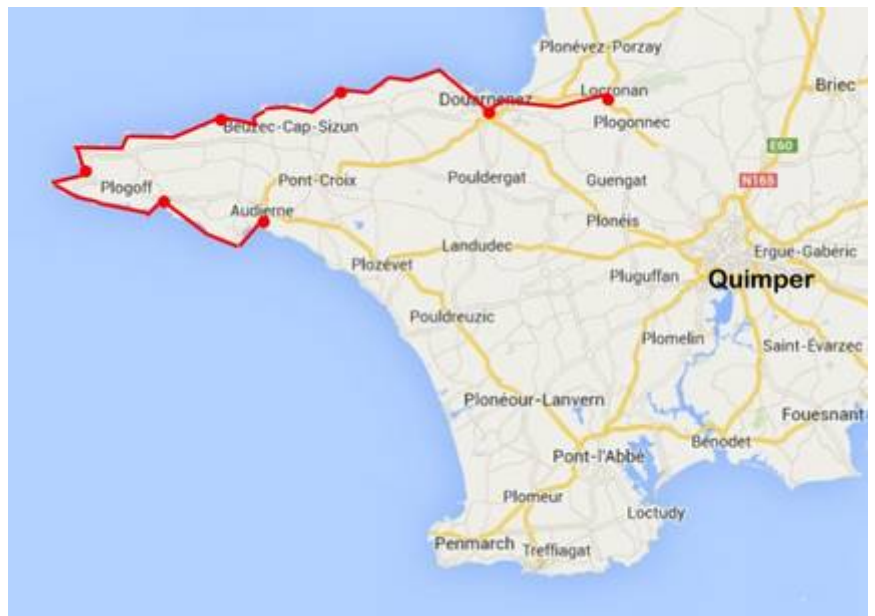 Plonévez-Porzay
Briec
Locronan
Douarnenez
Plogonnec
Beuzec-Cap-Sizun
E60
N165
Pont-Croix
Pouldergat
Guengat
Plogoff
Audierne
Plonéis
Landudec
Ergue-Gabéric
Plozévet
Pluguffan
Quimper
Pouldreuzic
Plomelin
Saint-Évarzec
Plonéour-Lanvern
Fouesnant
Bénodet
Pont-l'Abbé
Plomeur
Loctudy
Penmarch
Treffiagat